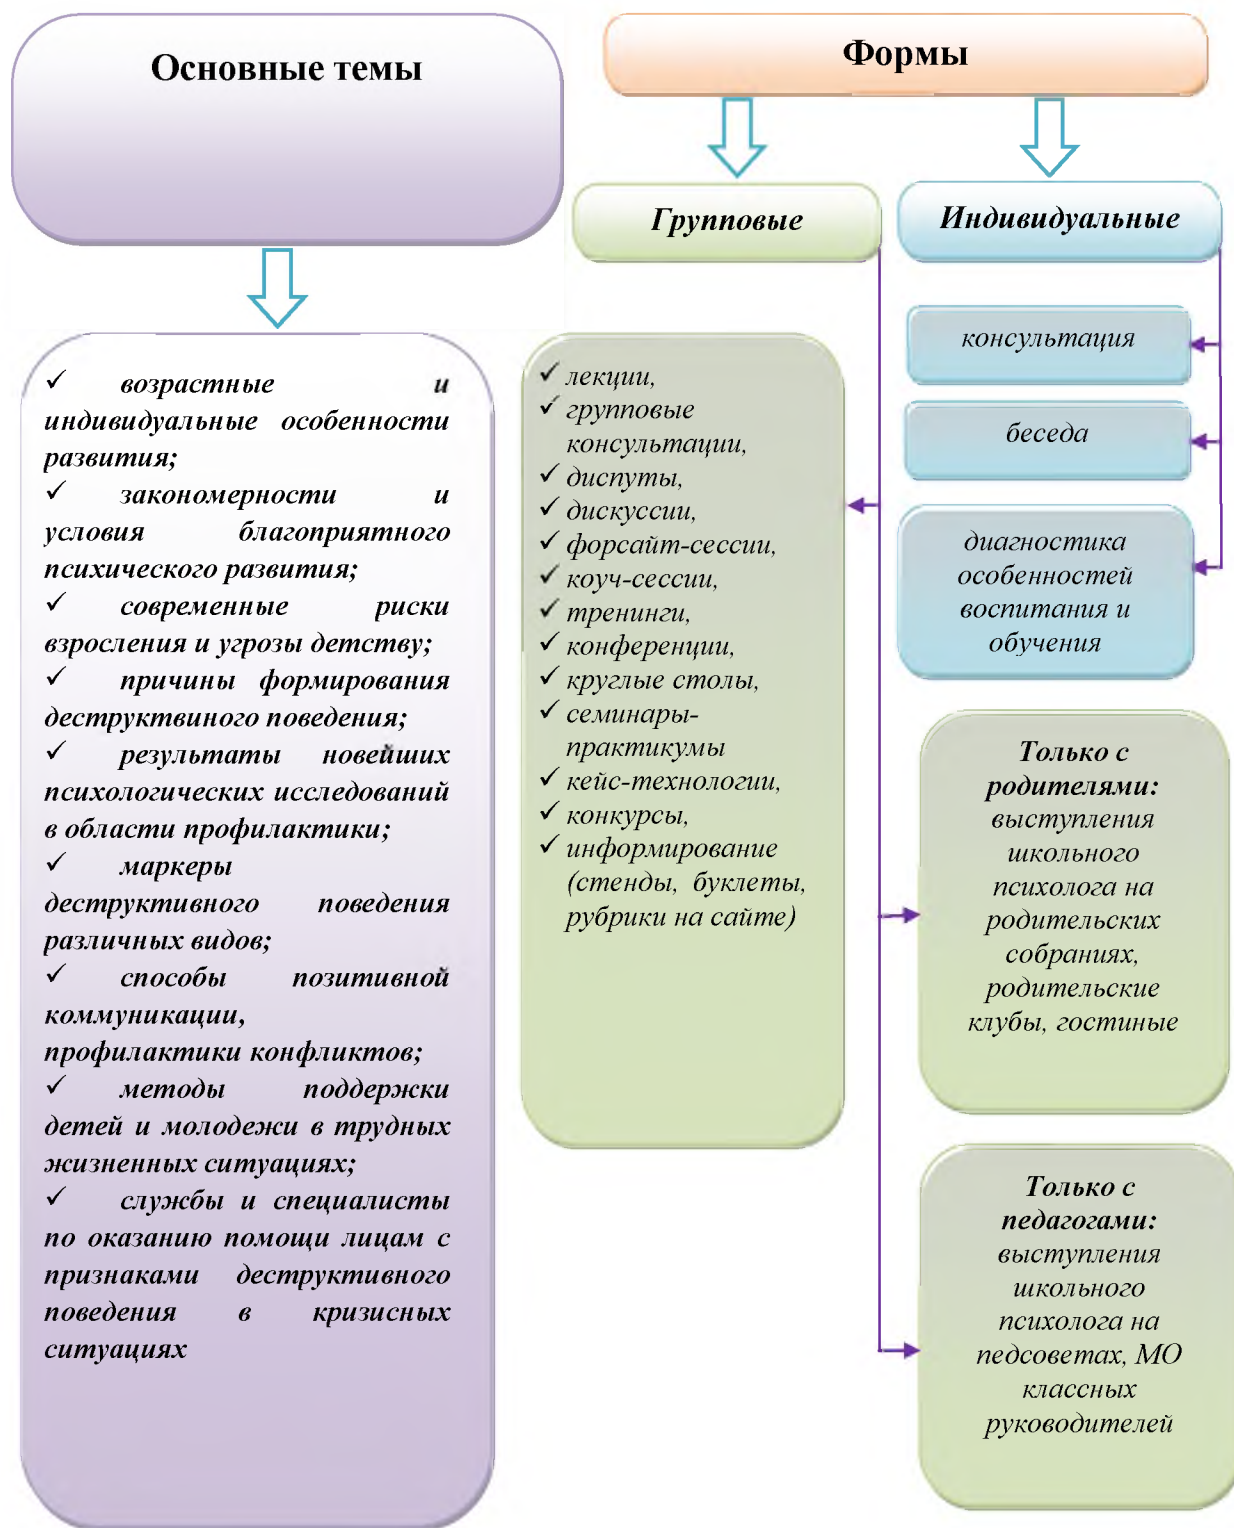 Основные темы
возрастные и
индивидуальные особенности
развития;
закономерности и
условия благоприятного
психического развития;
современные риски
взросления и угрозы детству;
причины формирования
деструктвиного поведения;
результаты новейших
психологических исследований
в области профилактики;
маркеры
деструктивного поведения
различных видов;
способы позитивной
коммуникации,
профилактики конфликтов;
методы поддержки
детей и молодежи в трудных
жизненных ситуациях;
службы и специалисты
по оказанию помощи лицам с
признаками деструктивного
поведения в кризисных
ситуациях
Формы
Групповые
лекции,
групповые
консультации,
диспуты,
дискуссии,
форсайт-сессии,
коуч-сессии,
тренинги,
конференции,
круглые столы,
семинары-
практикумы
кейс-технологии,
конкурсы,
информирование
(стенды, буклеты,
рубрики на сайте)
Индивидуальные
консультация
беседа
диагностика
особенностей
воспитания и
обучения
Только с
родителями:
выступления
школьного
психолога на
родительских
собраниях,
родительские
клубы, гостиные
Только с
педагогами:
выступления
школьного
психолога на
педсоветах, МО
классных
руководителей